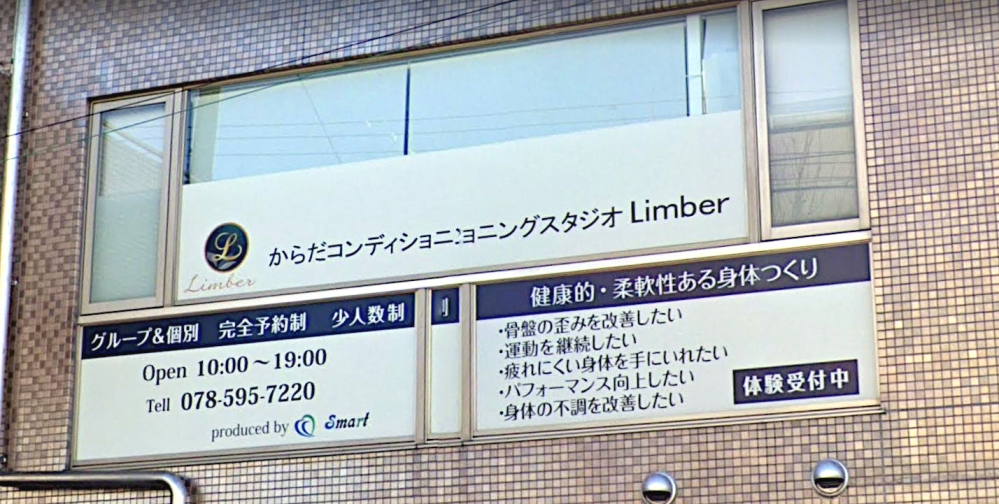 L
Limber
からだコンディショニショニングスタジオ Limber
グループ&個別 完全予約制 少人数制
Open 10:00～19:00
Tell 078-595-7220
produced by Smart
健康的・柔軟性ある身体つくり
・骨盤の歪みを改善したい
・運動を継続したい
・疲れにくい身体を手にいれたい
・パフォーマンス向上したい
・身体の不調を改善したい
体験受付中